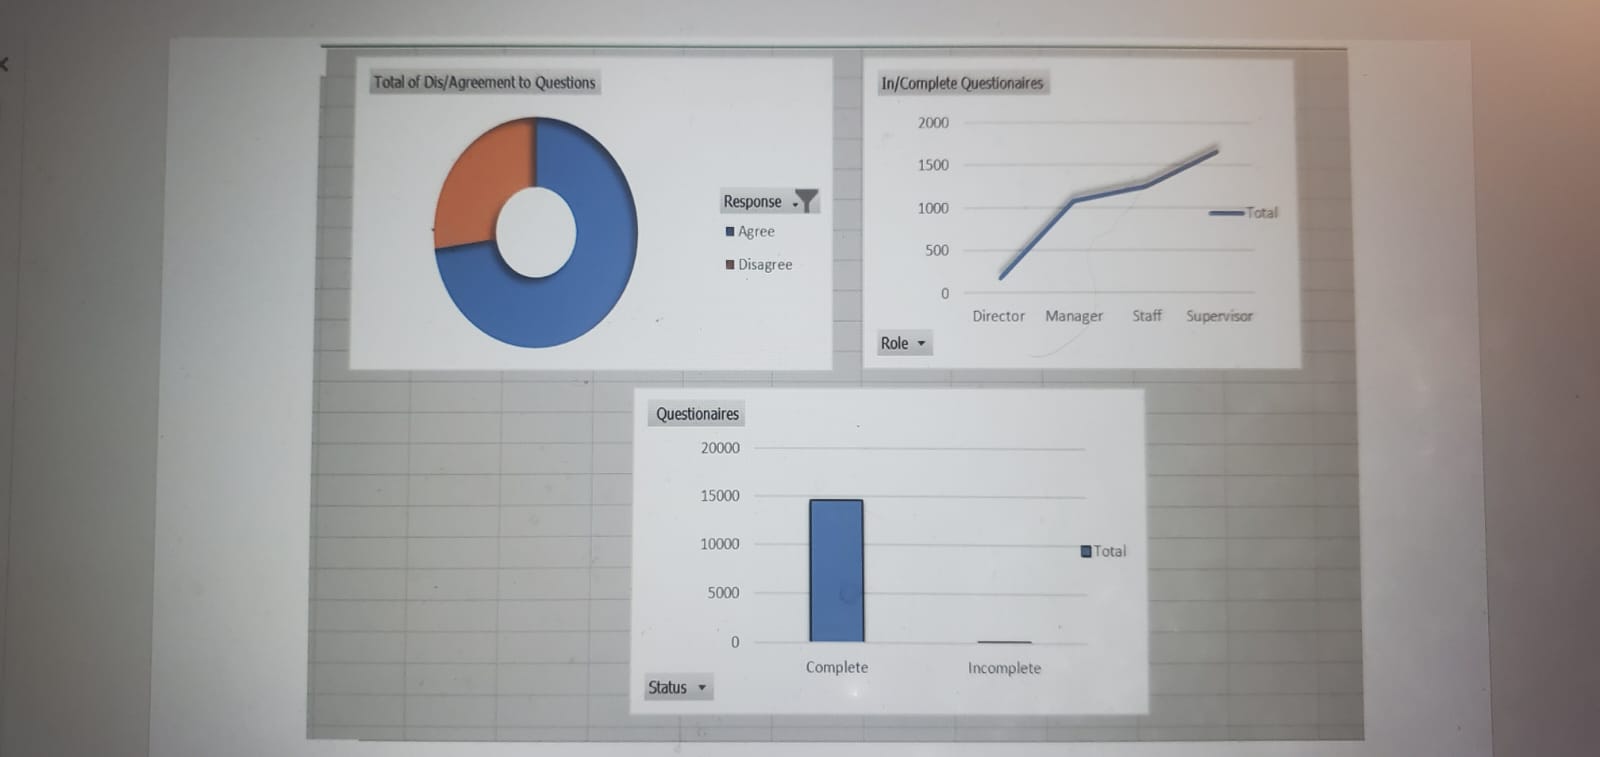 Total of Dis/Agreement to Questions
Response
Agree
Disagree
In/Complete Questionaires
2000
1500
1000
500
0
Total
Director Manager Staff Supervisor
Role
Questionaires
20000
15000
10000
5000
0
Total
Complete Incomplete
Status